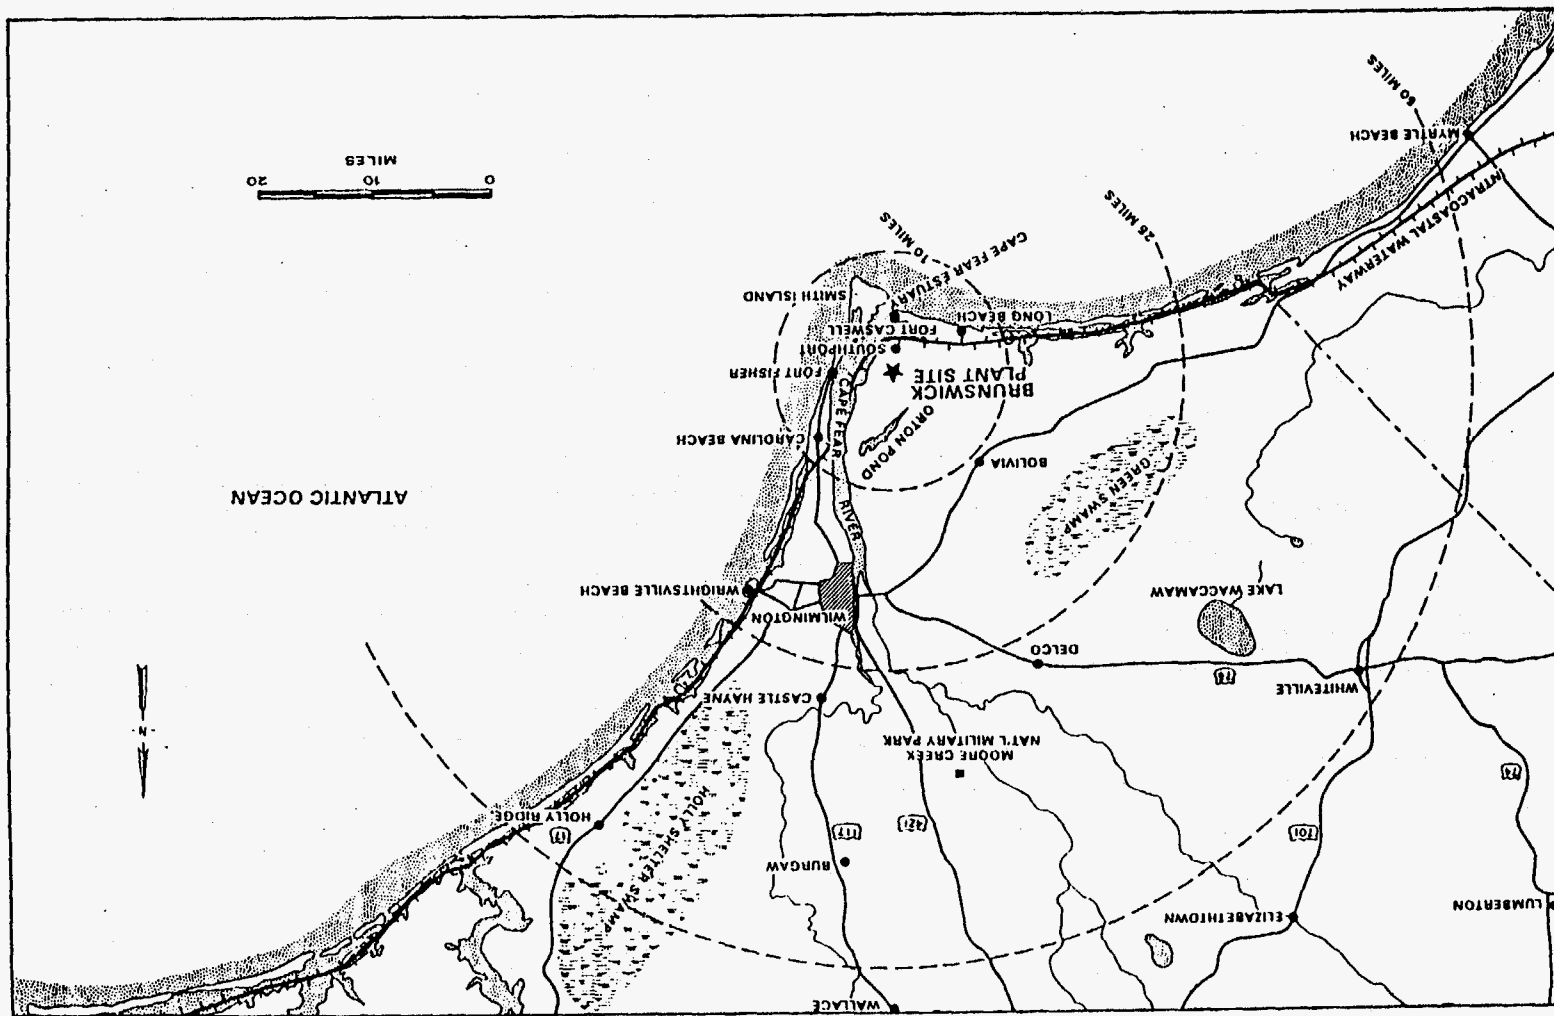 WALLACE
LUMBERTON
ELIZABETHTOWN
BURGAW
HOLLY SHELTER SWAMP
701
421
117
17
HOLLY RIDGE
74
MOORE CREEK
NAT'L MILITARY PARK
N
CASTLE HAYNE
WHITEVILLE
74
DELCO
WILMINGTON
LAKE WACCAMAW
WRIGHTSVILLE BEACH
RIVER
ATLANTIC OCEAN
GREEN SWAMP
BOLIVIA
ORTON POND
CAROLINA BEACH
CAPE FEAR
BRUNSWICK
PLANT SITE
FORT FISHER
SOUTHPORT
FORT CASWELL
LONG BEACH
SMITH ISLAND
CAPE FEAR ESTUARY
INTRACOASTAL WATERWAY
10 MILES
25 MILES
0 10 20
MILES
MYRTLE BEACH
50 MILES